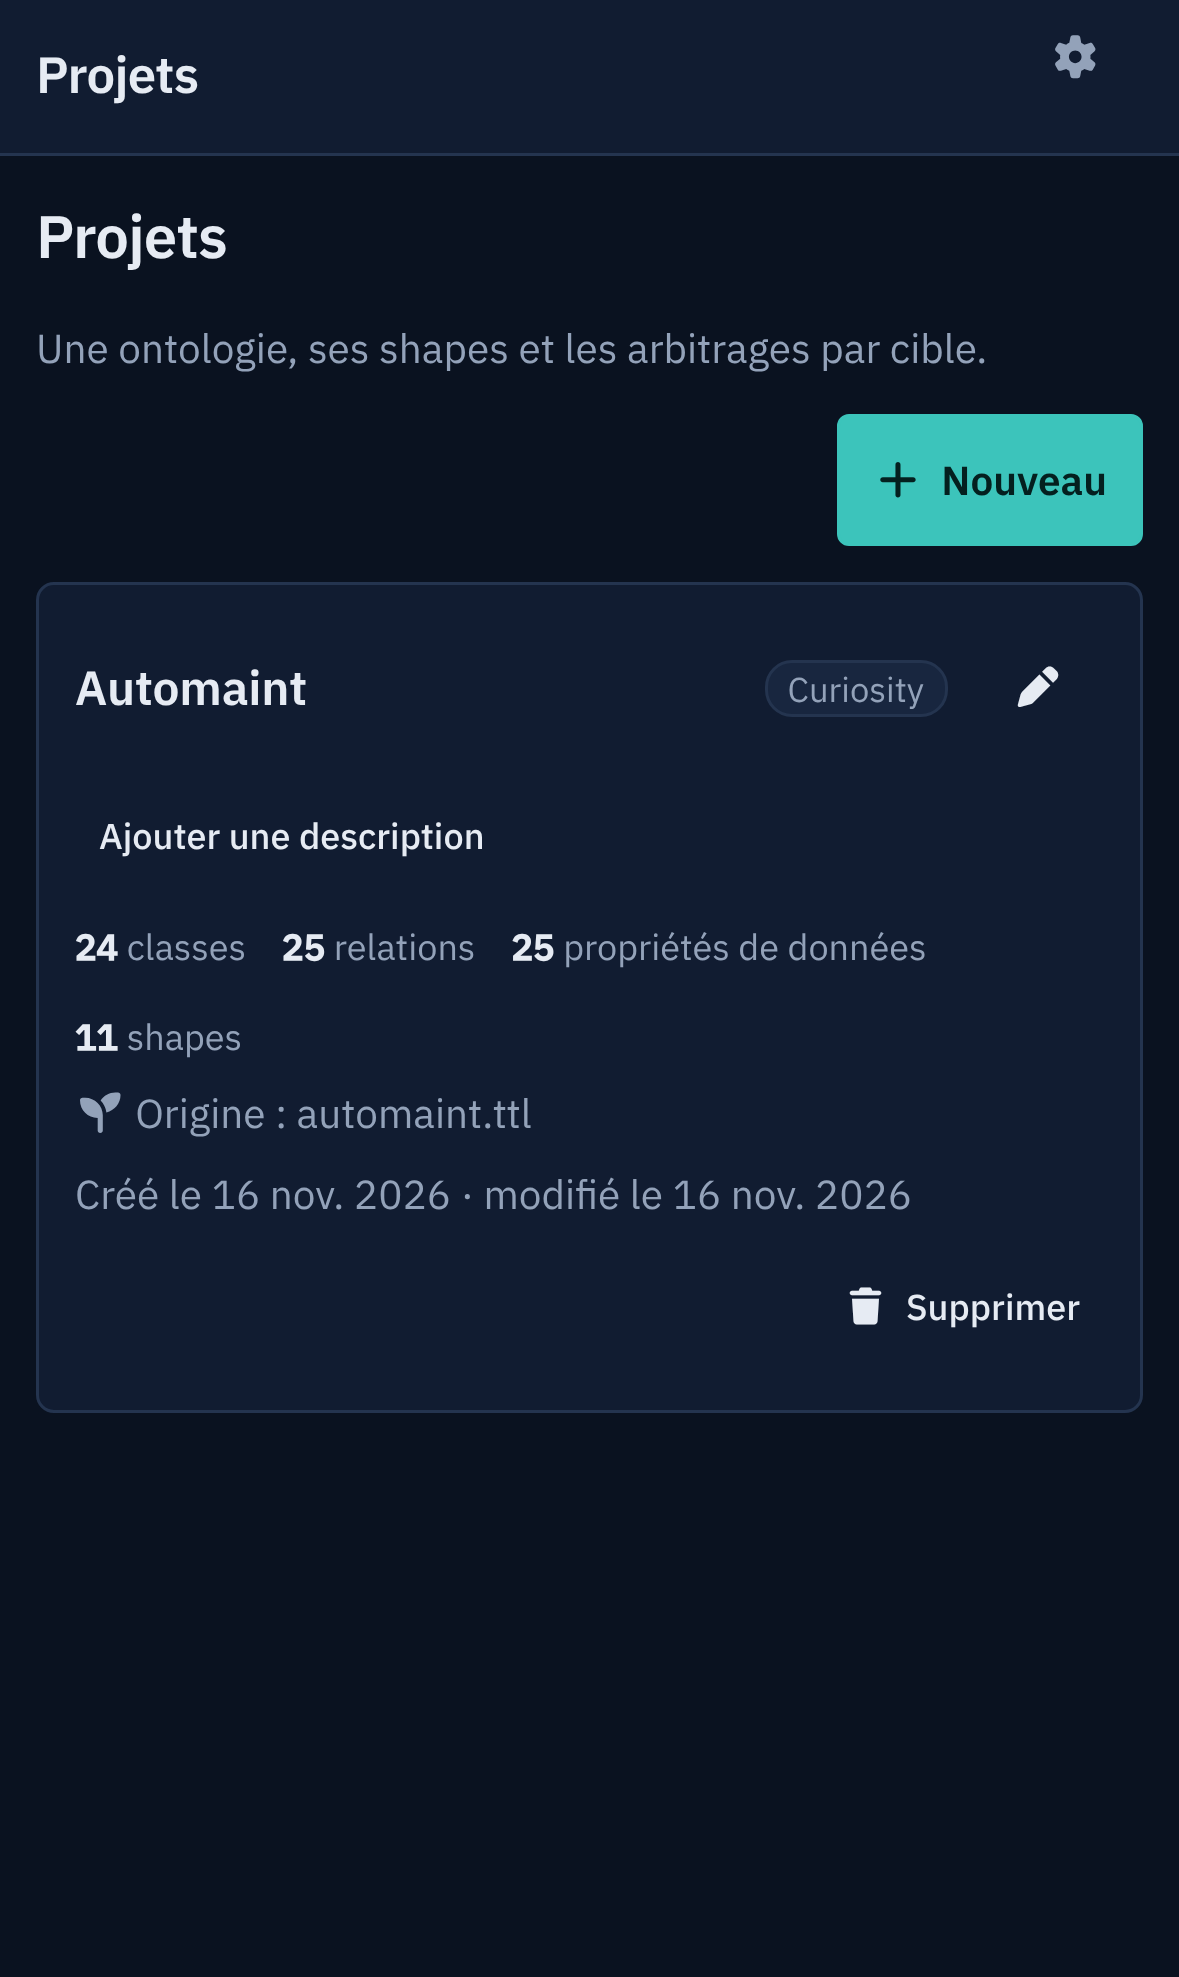 Projets
Projets
Une ontologie, ses shapes et les arbitrages par cible.
Nouveau
Automaint
Curiosity
Ajouter une description
24 classes 25 relations 25 propriétés de données
11 shapes
Origine : automaint.ttl
Créé le 16 nov. 2026 · modifié le 16 nov. 2026
Supprimer